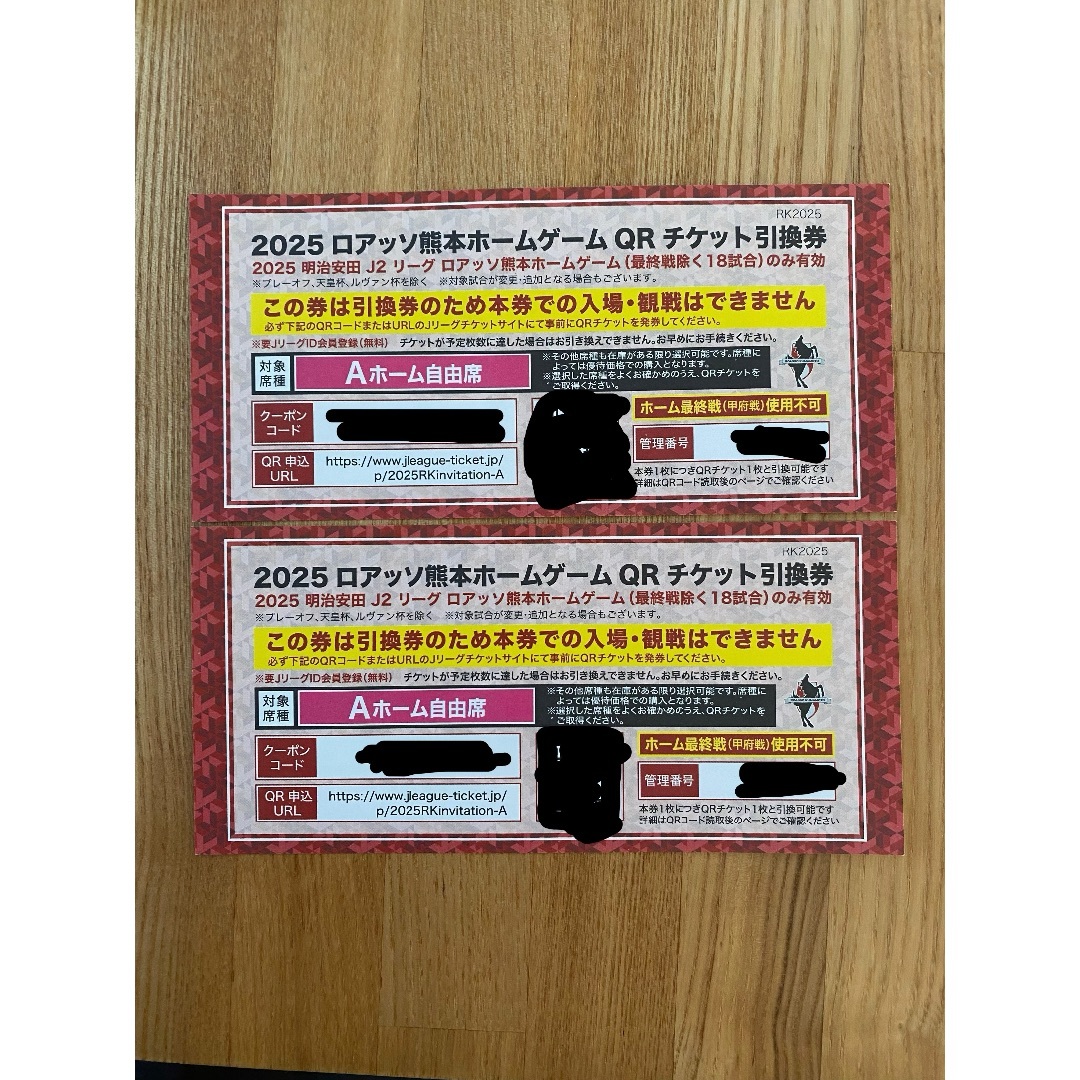 RK2025
2025 ロアッソ熊本ホームゲーム QR チケット引換券
2025 明治安田 J2 リーグ ロアッソ熊本ホームゲーム（最終戦除く18試合）のみ有効
※プレーオフ、天皇杯、ルヴァン杯を除く ※対象試合が変更・追加となる場合もございます。
この券は引換券のため本券での入場・観戦はできません
必ず下記のQRコードまたはURLのJリーグチケットサイトにて事前にQRチケットを発券してください。
※要JリーグID会員登録（無料） チケットが予定枚数に達した場合はお引き換えできません。お早めにお手続きください。
対象
席種
Aホーム自由席
※その他席種も在庫がある限り選択可能です。席種に
よっては優待価格での購入となります。
※選択した席種をよくお確かめのうえ、QRチケットを
ご取得ください。
クーポン
コード
ホーム最終戦（甲府戦）使用不可
管理番号
QR 申込
URL
https://www.jleague-ticket.jp/
p/2025RKinvitation-A
本券1枚につきQRチケット1枚と引換可能です
詳細はQRコード読取後のページでご確認ください
RK2025
2025 ロアッソ熊本ホームゲーム QR チケット引換券
2025 明治安田 J2 リーグ ロアッソ熊本ホームゲーム（最終戦除く18試合）のみ有効
※プレーオフ、天皇杯、ルヴァン杯を除く ※対象試合が変更・追加となる場合もございます。
この券は引換券のため本券での入場・観戦はできません
必ず下記のQRコードまたはURLのJリーグチケットサイトにて事前にQRチケットを発券してください。
※要JリーグID会員登録（無料） チケットが予定枚数に達した場合はお引き換えできません。お早めにお手続きください。
対象
席種
Aホーム自由席
※その他席種も在庫がある限り選択可能です。席種に
よっては優待価格での購入となります。
※選択した席種をよくお確かめのうえ、QRチケットを
ご取得ください。
クーポン
コード
ホーム最終戦（甲府戦）使用不可
管理番号
QR 申込
URL
https://www.jleague-ticket.jp/
p/2025RKinvitation-A
本券1枚につきQRチケット1枚と引換可能です
詳細はQRコード読取後のページでご確認ください